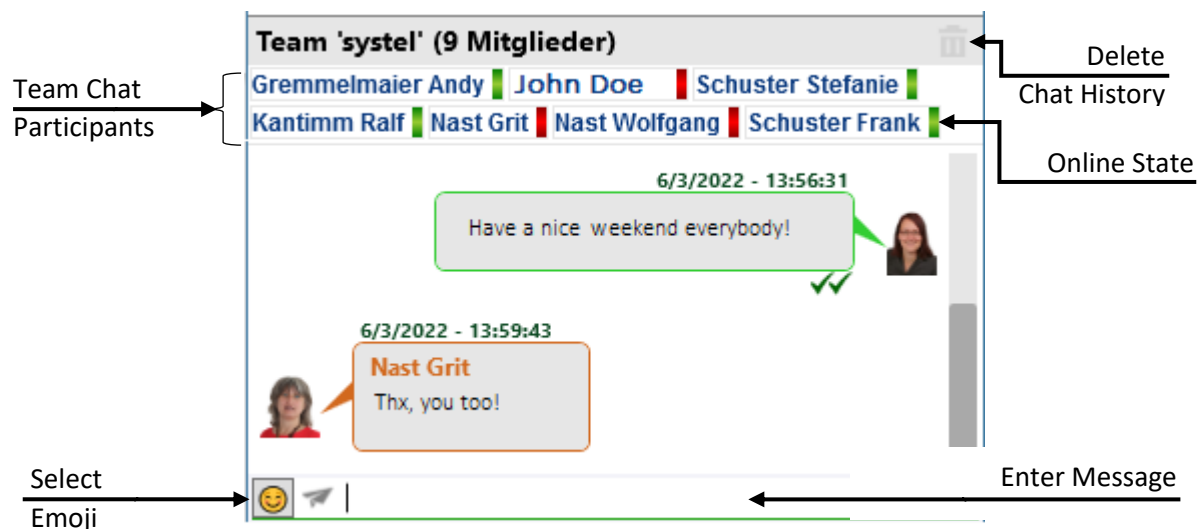 Team 'systel' (9 Mitglieder)
Delete
Chat History
Team Chat
Participants
Gremmelmaier Andy John Doe Schuster Stefanie
Kantimm Ralf Nast Grit Nast Wolfgang Schuster Frank
Online State
6/3/2022 - 13:56:31
Have a nice weekend everybody!
6/3/2022 - 13:59:43
Nast Grit
Thx, you too!
Select
Emoji
Enter Message